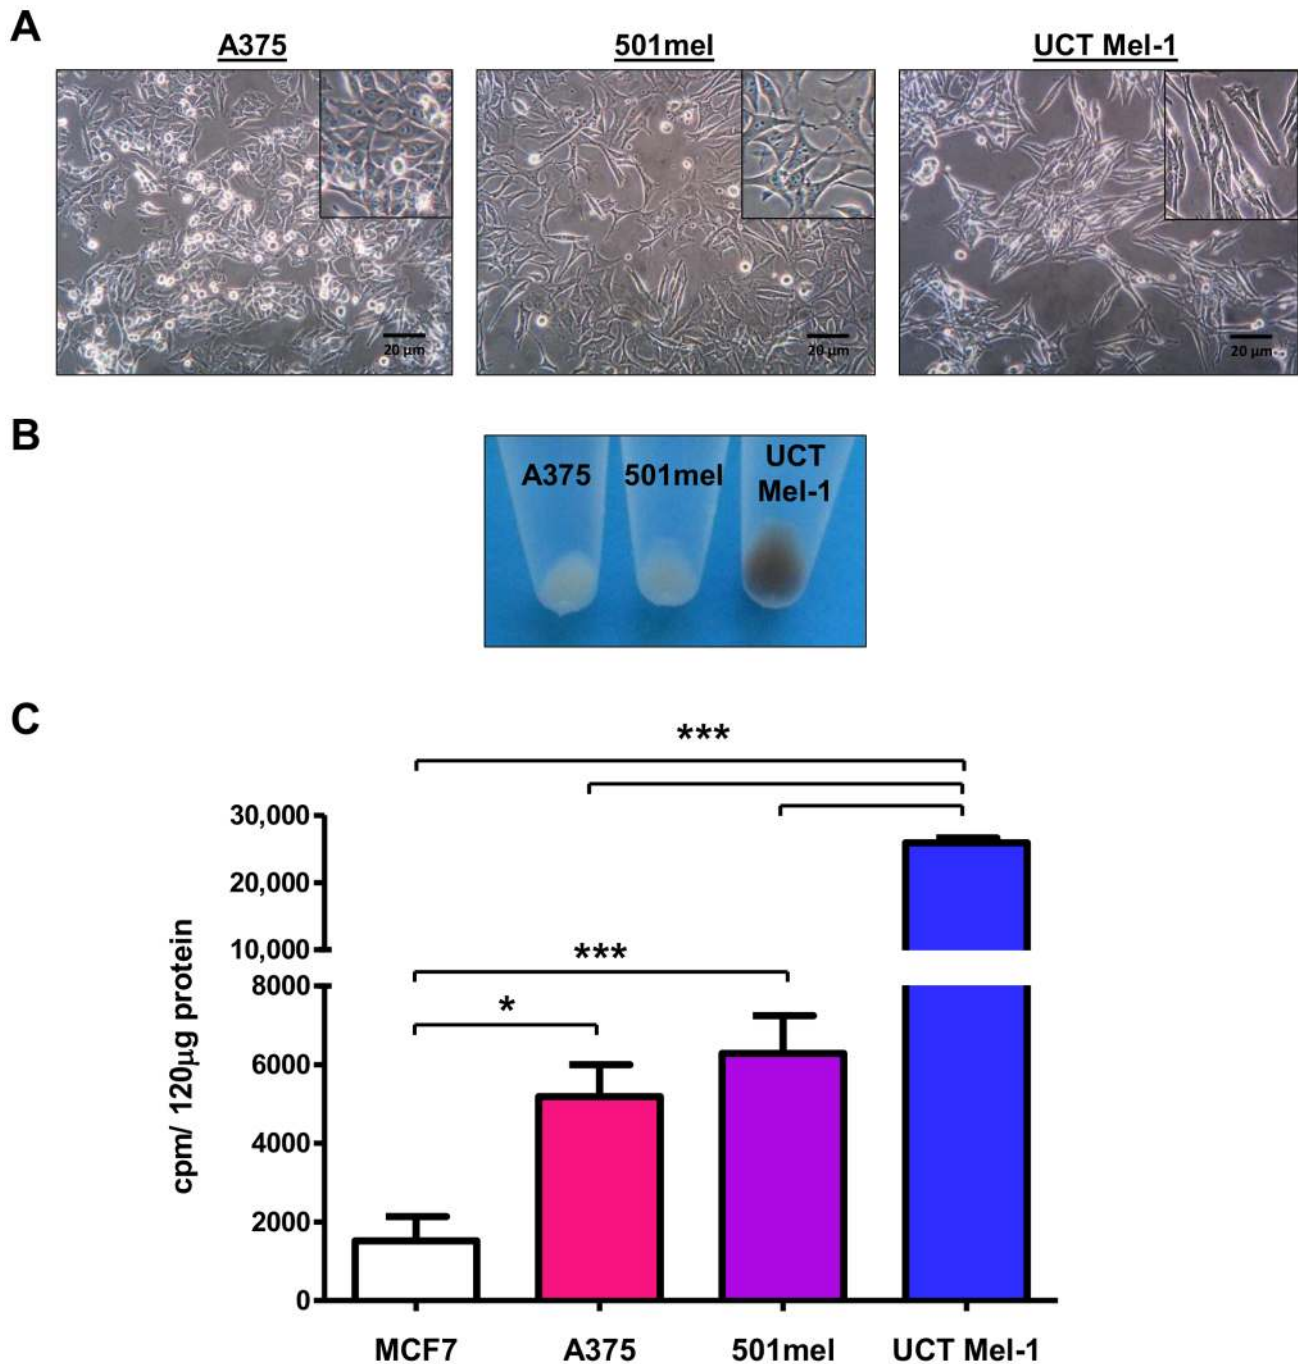 A
A375
501mel
UCT Mel-1
20 µm
20 µm
20 µm
B
A375
501mel
UCT
Mel-1
C
***
30,000
20,000
10,000
***
8000
*
6000
4000
2000
0
cpm/ 120µg protein
MCF7
A375
501mel
UCT Mel-1